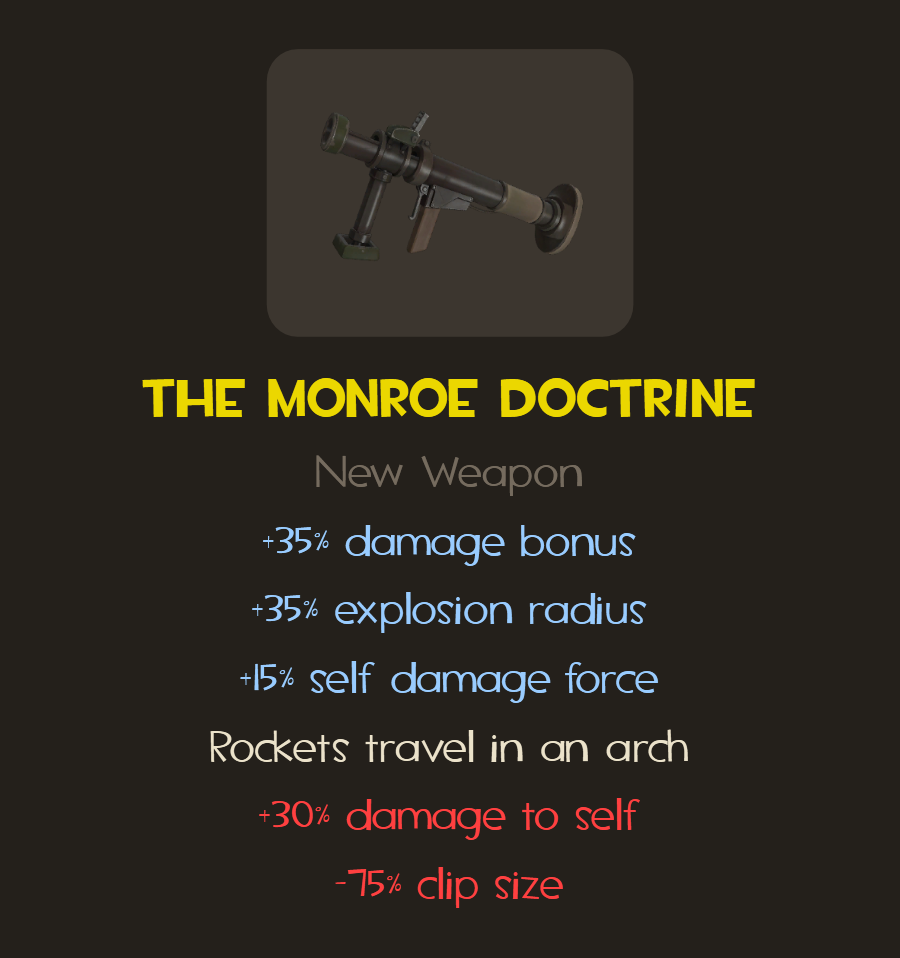 THE MONROE DOCTRINE
New Weapon
+35% damage bonus
+35% explosion radius
+15% self damage force
Rockets travel in an arch
+30% damage to self
-75% clip size